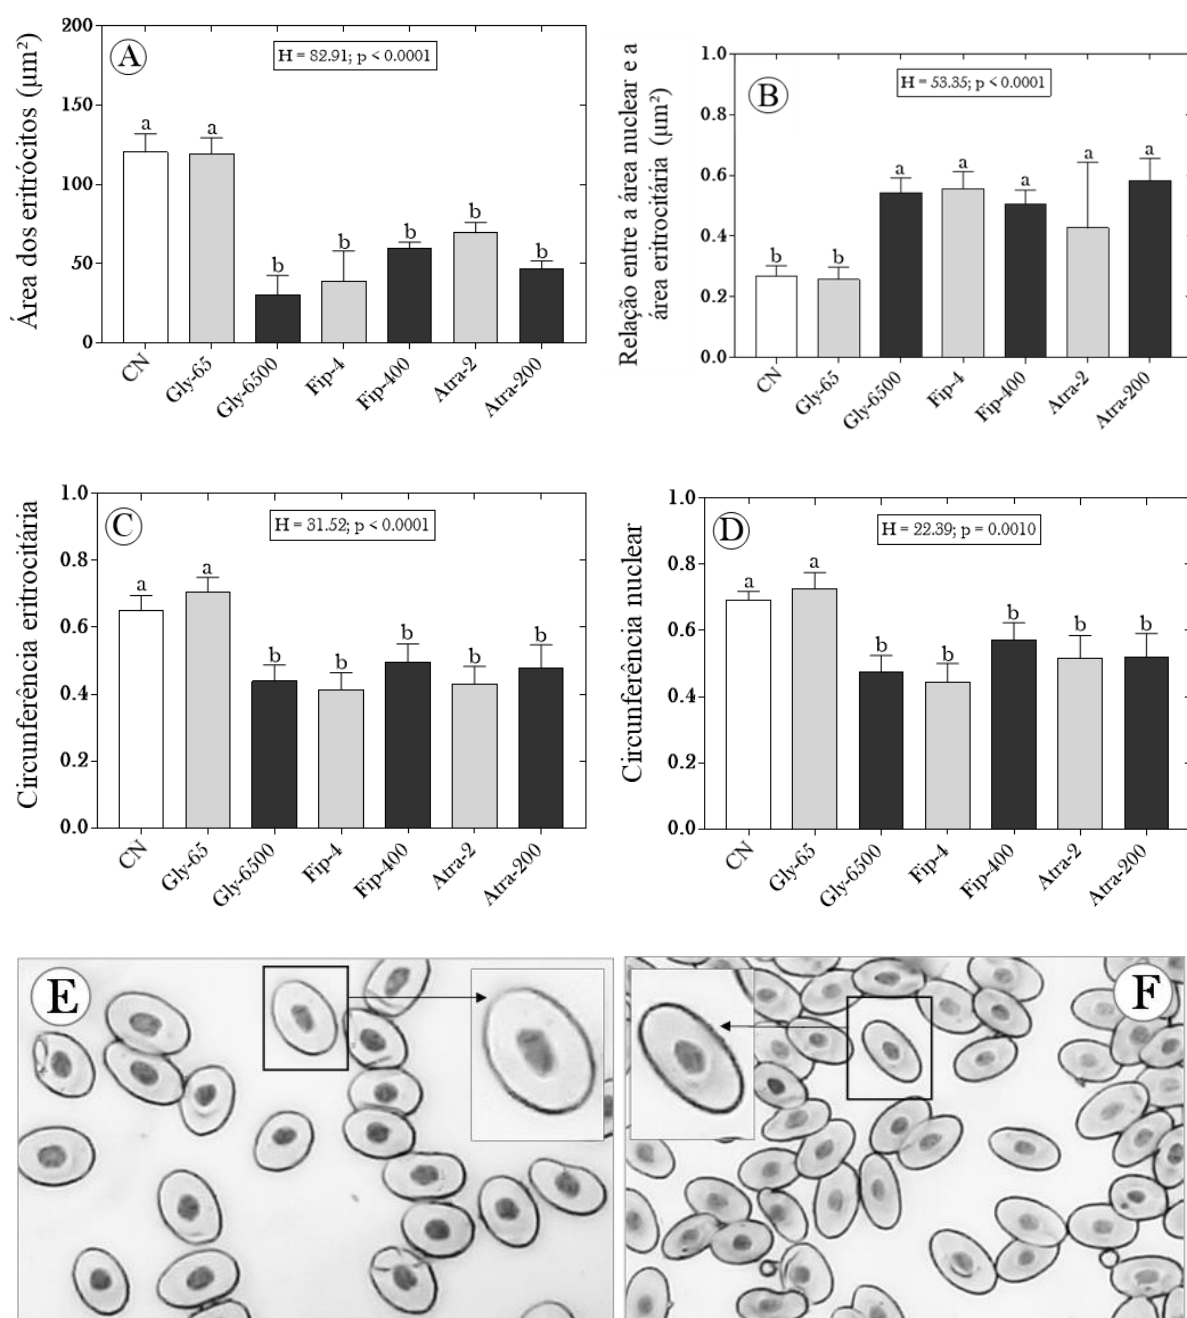 A
H = 82.91; p < 0.0001
Área dos eritrócitos (μm²)
200
150
100
50
0
a
a
b
b
b
b
b
CN
Gly-65
Gly-6500
Fip-4
Fip-400
Atra-2
Atra-200
B
H = 53.35; p < 0.0001
Relação entre a área nuclear e a
área eritrocitária (μm²)
1.0
0.8
0.6
0.4
0.2
0.0
b
b
a
a
a
a
a
CN
Gly-65
Gly-6500
Fip-4
Fip-400
Atra-2
Atra-200
C
H = 31.52; p < 0.0001
Circunferência eritrocitária
1.0
0.8
0.6
0.4
0.2
0.0
a
a
b
b
b
b
b
CN
Gly-65
Gly-6500
Fip-4
Fip-400
Atra-2
Atra-200
D
H = 22.39; p = 0.0010
Circunferência nuclear
1.0
0.8
0.6
0.4
0.2
0.0
a
a
b
b
b
b
b
CN
Gly-65
Gly-6500
Fip-4
Fip-400
Atra-2
Atra-200
E
F